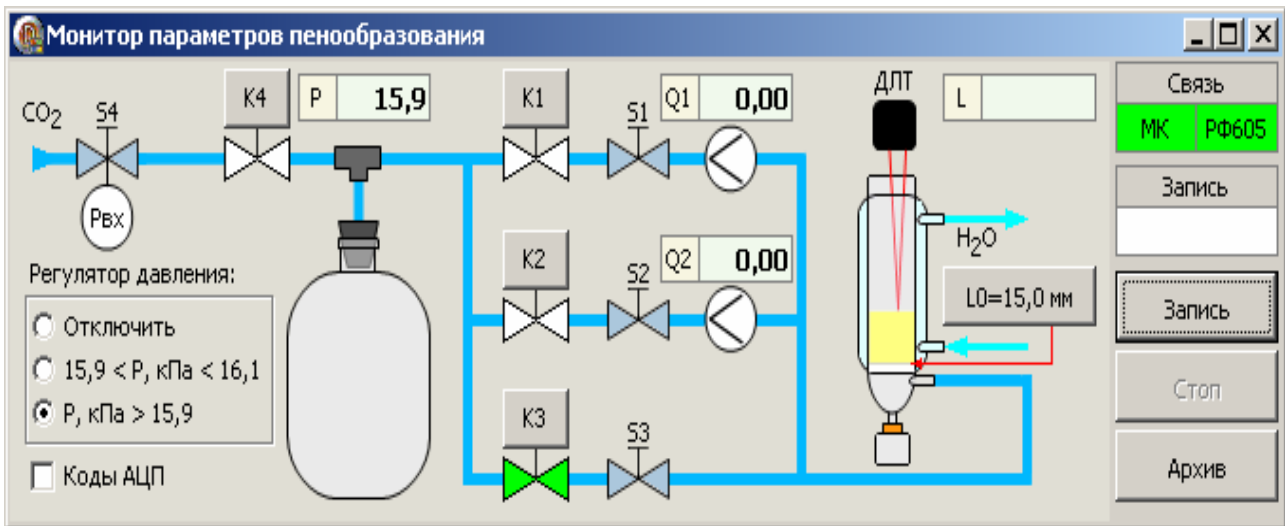 Монитор параметров пенообразования
CO2 S4
K4
P 15,9
K1
S1
Q1 0,00
ДЛТ
L
Связь
МК РФ605
Pвх
Запись
K2
S2
Q2 0,00
H2O
Регулятор давления:
L0=15,0 мм
Отключить
15,9 < P, кПа < 16,1
P, кПа > 15,9
Запись
Стоп
K3
S3
Коды АЦП
Архив